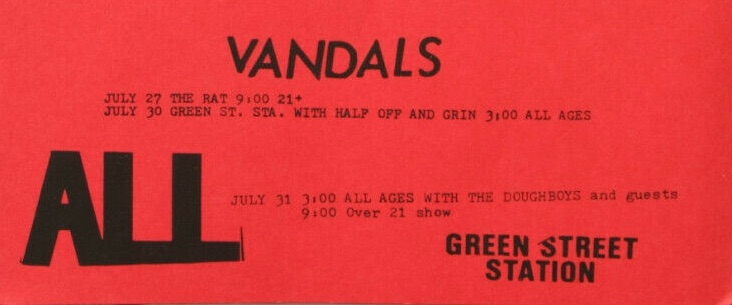 VANDALS
JULY 27 THE RAT 9:00 21+
JULY 30 GREEN ST. STA. WITH HALF OFF AND GRIN 3:00 ALL AGES
ALL
JULY 31 3:00 ALL AGES WITH THE DOUGHBOYS and guests
9:00 Over 21 show
GREEN STREET
STATION